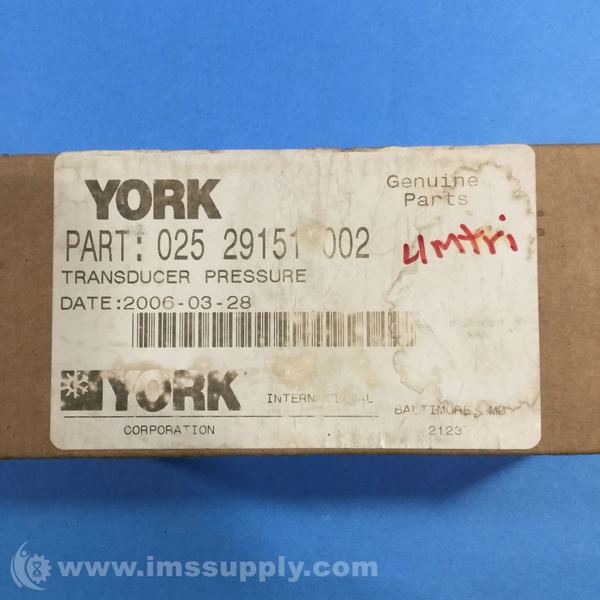 YORK
Genuine
Parts
PART: 025 29151 002
TRANSDUCER PRESSURE
DATE:2006-03-28
YORK
INTERNATIONAL
BALTIMORE, MD
CORPORATION
2123
www.imssupply.com